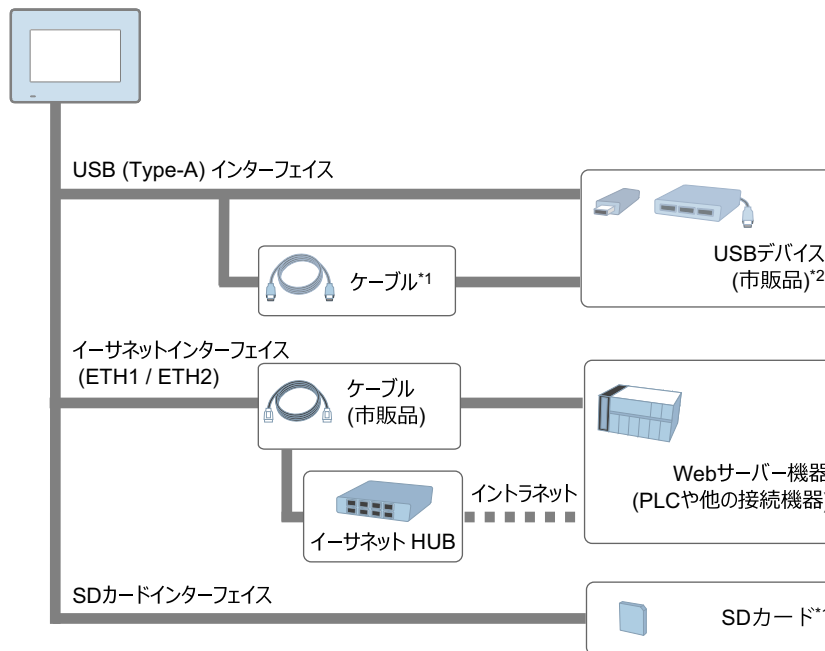 USB (Type-A) インターフェイス
USBデバイス
(市販品)*2
ケーブル*1
イーサネットインターフェイス
(ETH1 / ETH2)
ケーブル
(市販品)
Webサーバー機器
(PLCや他の接続機器)
イントラネット
イーサネット HUB
SDカードインターフェイス
SDカード*1